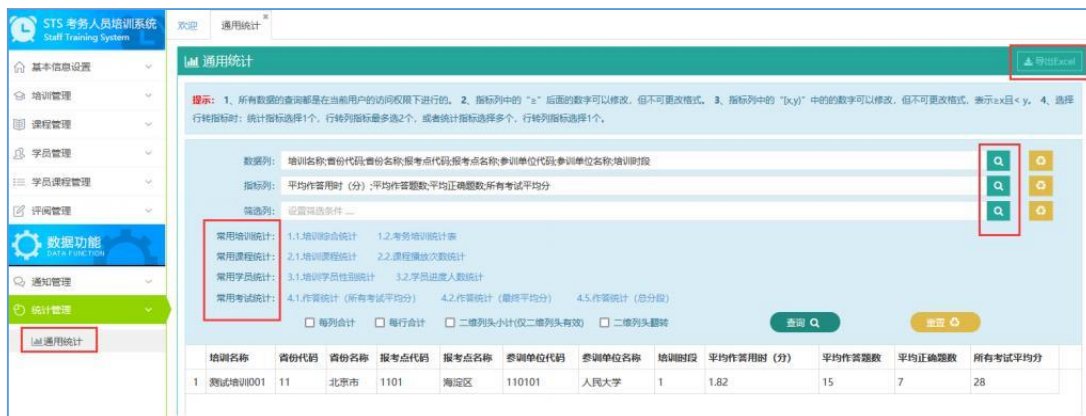 STS 考务人员培训系统
Staff Training System
欢迎
通用统计
基本信息设置
培训管理
课程管理
学员管理
学员课程管理
评阅管理
数据功能
DATA FUNCTION
通知管理
统计管理
通用统计
通用统计
导出Excel
提示: 1、所有数据的查询都是在当前用户的访问权限下进行的。 2、指标列中的 "≥" 后面的数字可以修改，但不可更改格式。 3、指标列中的 "[x,y)" 中的的数字可以修改，但不可更改格式，表示≥x且< y。 4、选择
行转指标时：统计指标选择1个，行转列指标最多选2个，或者统计指标选择多个，行转列指标选择1个。
数据列: 培训名称;省份代码;省份名称;报考点代码;报考点名称;参训单位代码;参训单位名称;培训时段
指标列: 平均作答用时（分）;平均作答题数;平均正确题数;所有考试平均分
筛选列: 设置筛选条件 ...
常用培训统计: 1.1.培训综合统计 1.2.考务培训统计表
常用课程统计: 2.1.培训课程统计 2.2.课程播放次数统计
常用学员统计: 3.1.培训学员性别统计 3.2.学员进度人数统计
常用考试统计: 4.1.作答统计（所有考试平均分） 4.2.作答统计（最终平均分） 4.5.作答统计（总分段）
每列合计 每行合计 二维列头小计(仅二维列头有效) 二维列头翻转 查询 重置
培训名称 省份代码 省份名称 报考点代码 报考点名称 参训单位代码 参训单位名称 培训时段 平均作答用时（分） 平均作答题数 平均正确题数 所有考试平均分
1 测试培训001 11 北京市 1101 海淀区 110101 人民大学 1 1.82 15 7 28